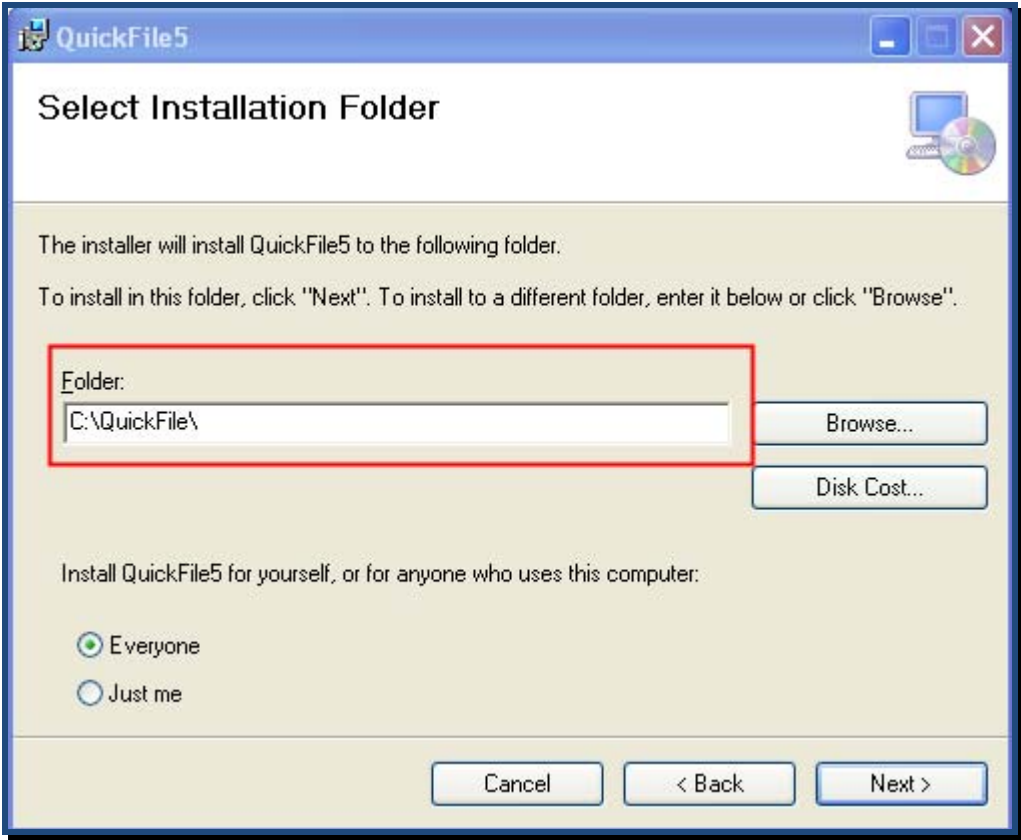 QuickFile5
Select Installation Folder
The installer will install QuickFile5 to the following folder.
To install in this folder, click "Next". To install to a different folder, enter it below or click "Browse".
Folder:
C:\QuickFile\
Browse...
Disk Cost...
Install QuickFile5 for yourself, or for anyone who uses this computer:
Everyone
Just me
Cancel
< Back
Next >